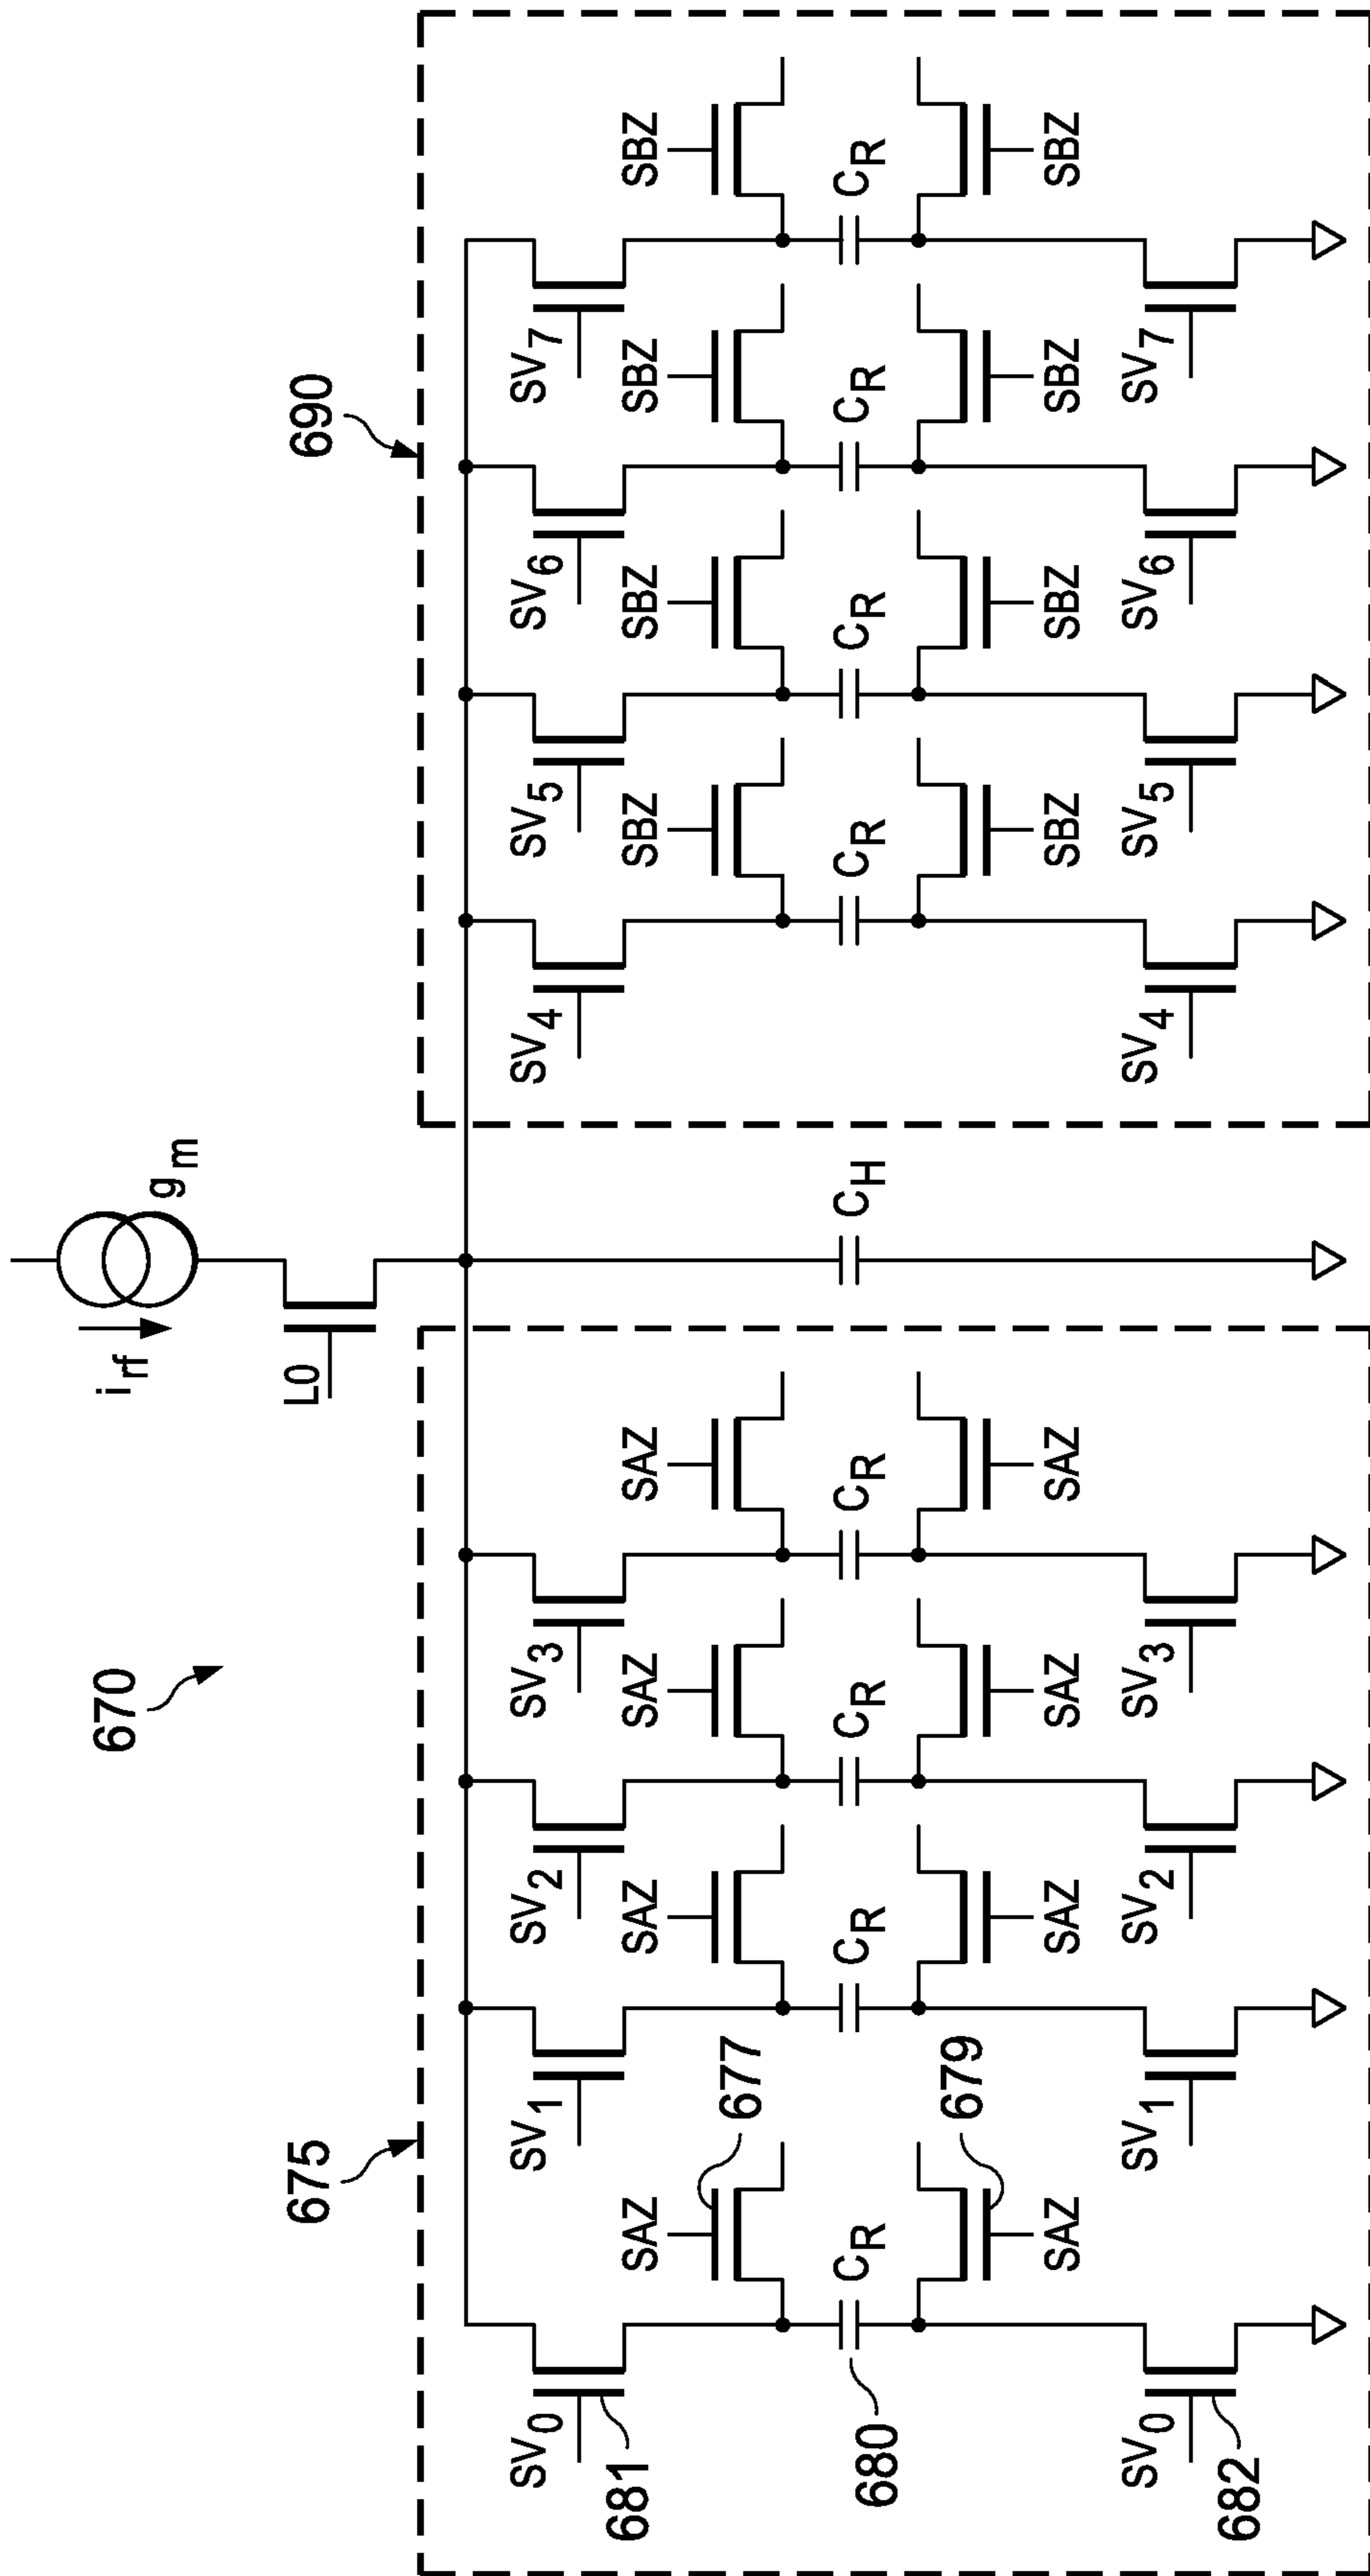 670
i_rf
g_m
L0
675
690
SV_0
SV_1
SV_2
SV_3
SV_4
SV_5
SV_6
SV_7
681
SAZ
SAZ
SAZ
SAZ
SBZ
SBZ
SBZ
SBZ
677
C_R
C_R
C_R
C_R
C_H
C_R
C_R
C_R
C_R
680
679
SAZ
SAZ
SAZ
SAZ
SBZ
SBZ
SBZ
SBZ
SV_0
SV_1
SV_2
SV_3
SV_4
SV_5
SV_6
SV_7
682